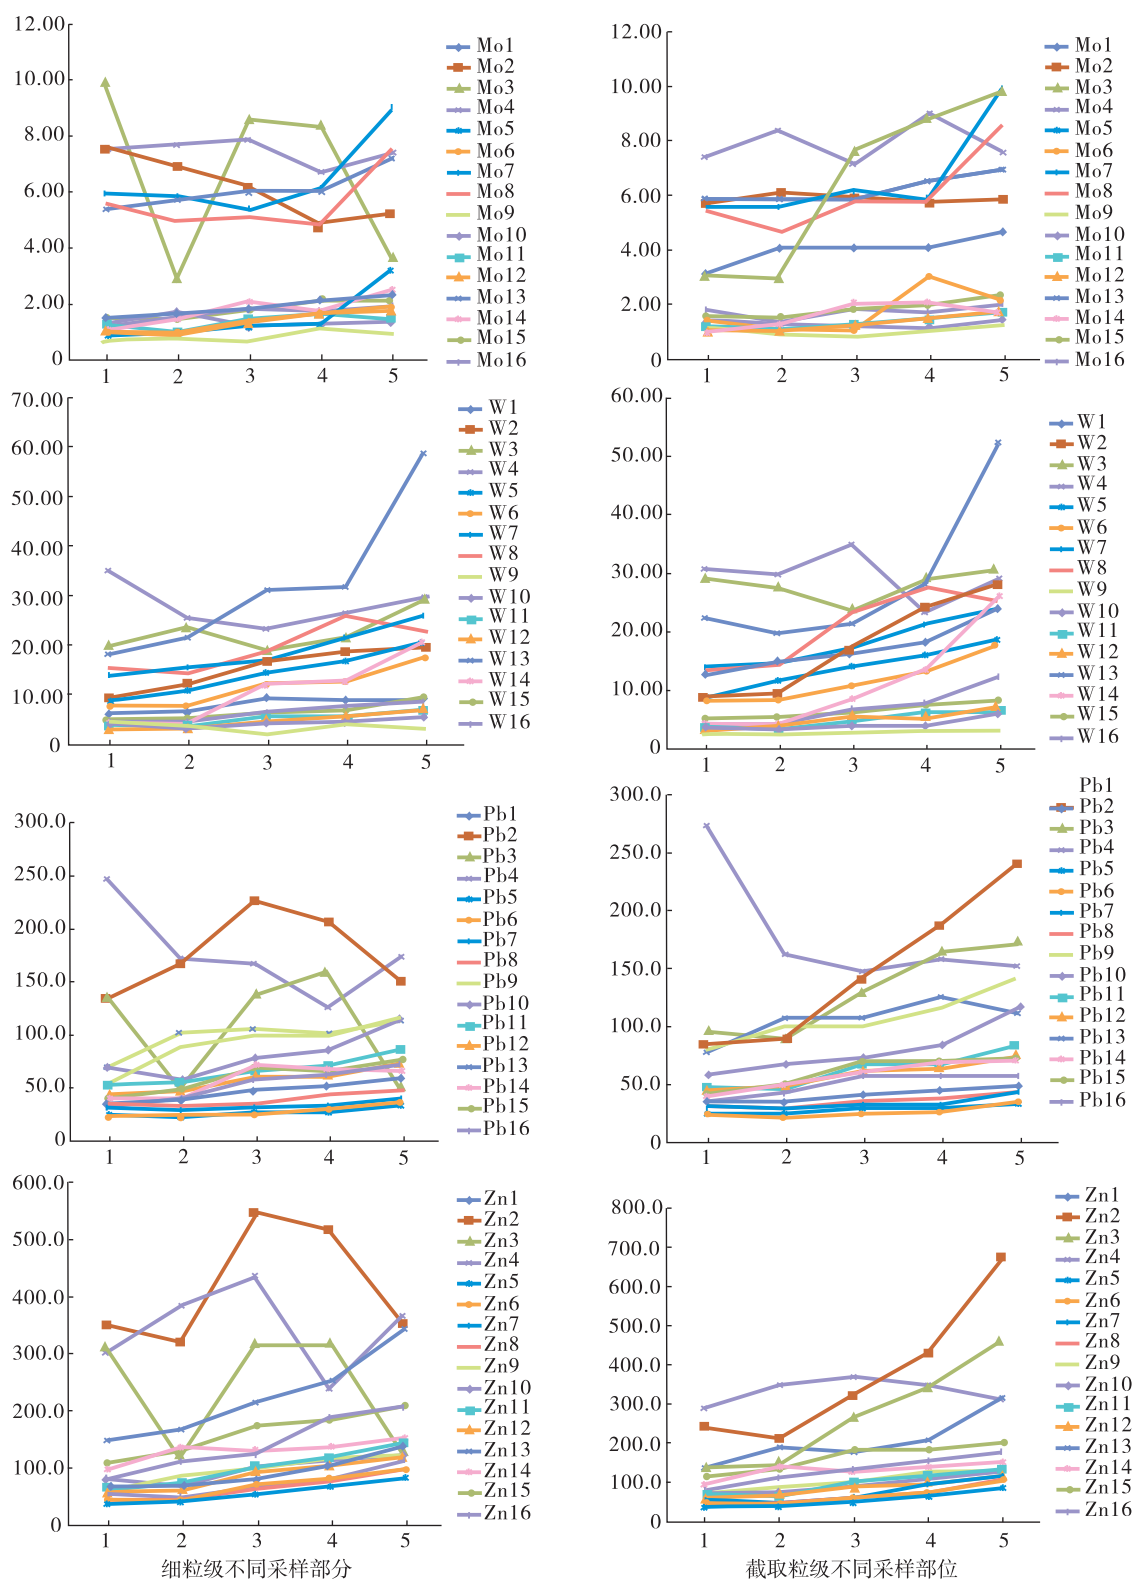 12.00
10.00
8.00
6.00
4.00
2.00
0
1 2 3 4 5
Mo1
Mo2
Mo3
Mo4
Mo5
Mo6
Mo7
Mo8
Mo9
Mo10
Mo11
Mo12
Mo13
Mo14
Mo15
Mo16
12.00
10.00
8.00
6.00
4.00
2.00
0
1 2 3 4 5
Mo1
Mo2
Mo3
Mo4
Mo5
Mo6
Mo7
Mo8
Mo9
Mo10
Mo11
Mo12
Mo13
Mo14
Mo15
Mo16
70.00
60.00
50.00
40.00
30.00
20.00
10.00
0
1 2 3 4 5
W1
W2
W3
W4
W5
W6
W7
W8
W9
W10
W11
W12
W13
W14
W15
W16
60.00
50.00
40.00
30.00
20.00
10.00
0
1 2 3 4 5
W1
W2
W3
W4
W5
W6
W7
W8
W9
W10
W11
W12
W13
W14
W15
W16
300.0
250.0
200.0
150.0
100.0
50.0
0
1 2 3 4 5
Pb1
Pb2
Pb3
Pb4
Pb5
Pb6
Pb7
Pb8
Pb9
Pb10
Pb11
Pb12
Pb13
Pb14
Pb15
Pb16
300.0
250.0
200.0
150.0
100.0
50.0
0
1 2 3 4 5
Pb1
Pb2
Pb3
Pb4
Pb5
Pb6
Pb7
Pb8
Pb9
Pb10
Pb11
Pb12
Pb13
Pb14
Pb15
Pb16
600.0
500.0
400.0
300.0
200.0
100.0
0
1 2 3 4 5
Zn1
Zn2
Zn3
Zn4
Zn5
Zn6
Zn7
Zn8
Zn9
Zn10
Zn11
Zn12
Zn13
Zn14
Zn15
Zn16
细粒级不同采样部分
800.0
700.0
600.0
500.0
400.0
300.0
200.0
100.0
0
1 2 3 4 5
Zn1
Zn2
Zn3
Zn4
Zn5
Zn6
Zn7
Zn8
Zn9
Zn10
Zn11
Zn12
Zn13
Zn14
Zn15
Zn16
截取粒级不同采样部位